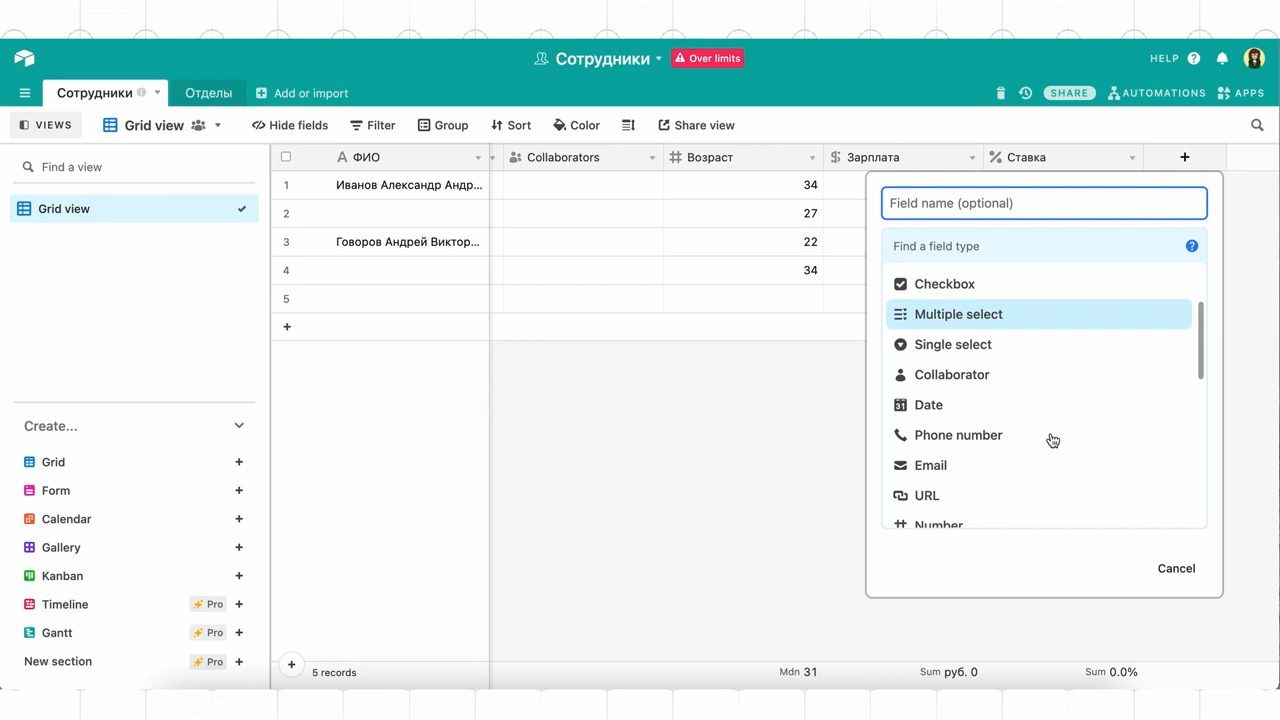 Сотрудники
Over limits
HELP
Сотрудники
Отделы
Add or import
SHARE
AUTOMATIONS
APPS
VIEWS
Grid view
Hide fields
Filter
Group
Sort
Color
Share view
Find a view
Grid view
ФИО
Collaborators
Возраст
Зарплата
Ставка
1 Иванов Александр Андр... 34
2 27
3 Говоров Андрей Виктор... 22
4 34
5
Field name (optional)
Find a field type
Checkbox
Multiple select
Single select
Collaborator
Date
Phone number
Email
URL
Number
Cancel
Create...
Grid
Form
Calendar
Gallery
Kanban
Timeline Pro
Gantt Pro
New section Pro
5 records
Mdn 31
Sum руб. 0
Sum 0.0%